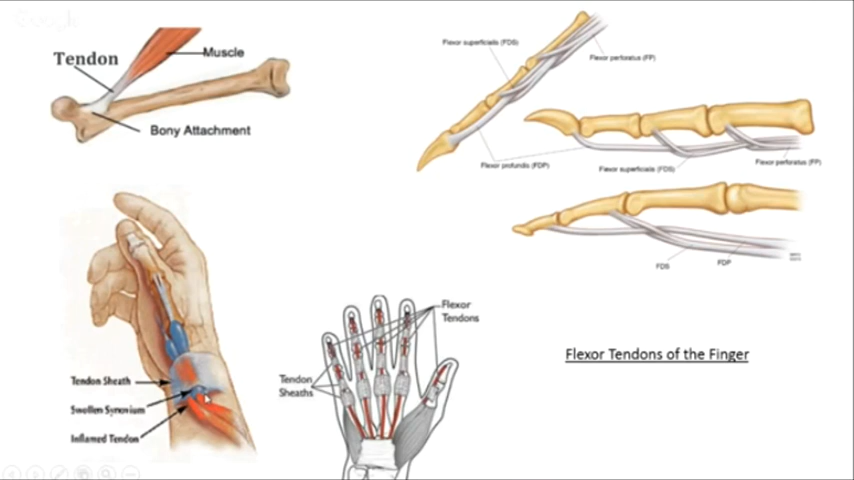 Tendon
Muscle
Bony Attachment
Flexor superficialis (FDS)
Flexor perforatus (FP)
Flexor profundis (FDP)
Flexor superficialis (FDS)
Flexor perforatus (FP)
FDS
FDP
Tendon Sheath
Swollen Synovium
Inflamed Tendon
Flexor
Tendons
Tendon
Sheaths
Flexor Tendons of the Finger